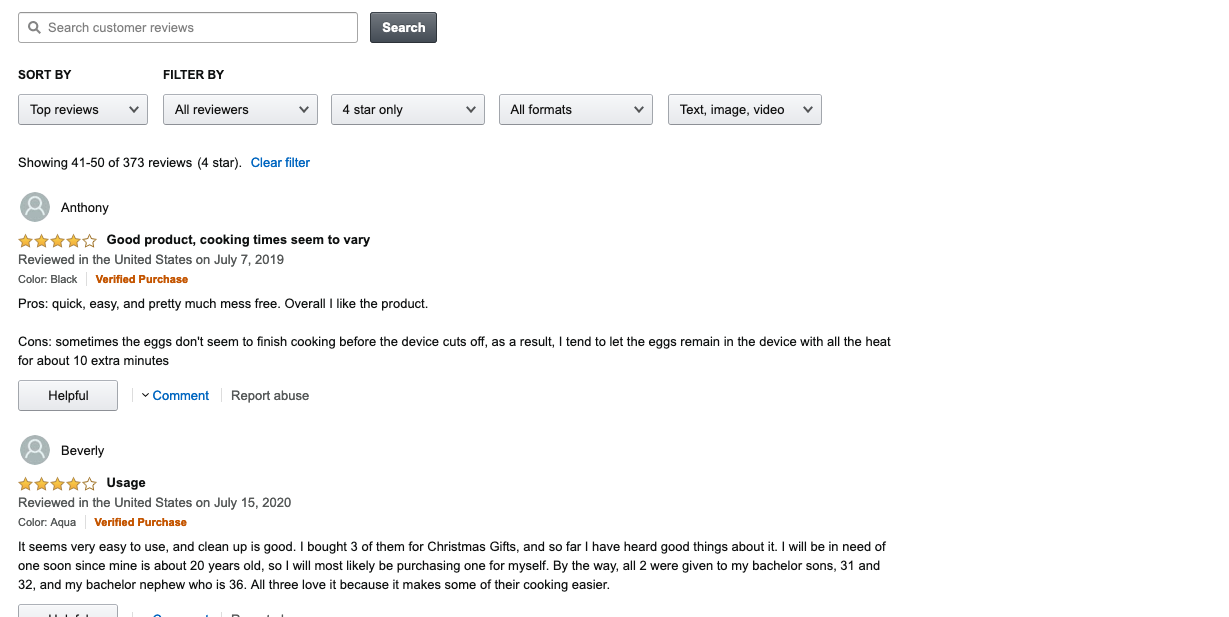 Search customer reviews
Search
SORT BY
FILTER BY
Top reviews
All reviewers
4 star only
All formats
Text, image, video
Showing 41-50 of 373 reviews (4 star). Clear filter
Anthony
Good product, cooking times seem to vary
Reviewed in the United States on July 7, 2019
Color: Black Verified Purchase
Pros: quick, easy, and pretty much mess free. Overall I like the product.
Cons: sometimes the eggs don't seem to finish cooking before the device cuts off, as a result, I tend to let the eggs remain in the device with all the heat
for about 10 extra minutes
Helpful
Comment
Report abuse
Beverly
Usage
Reviewed in the United States on July 15, 2020
Color: Aqua Verified Purchase
It seems very easy to use, and clean up is good. I bought 3 of them for Christmas Gifts, and so far I have heard good things about it. I will be in need of
one soon since mine is about 20 years old, so I will most likely be purchasing one for myself. By the way, all 2 were given to my bachelor sons, 31 and
32, and my bachelor nephew who is 36. All three love it because it makes some of their cooking easier.